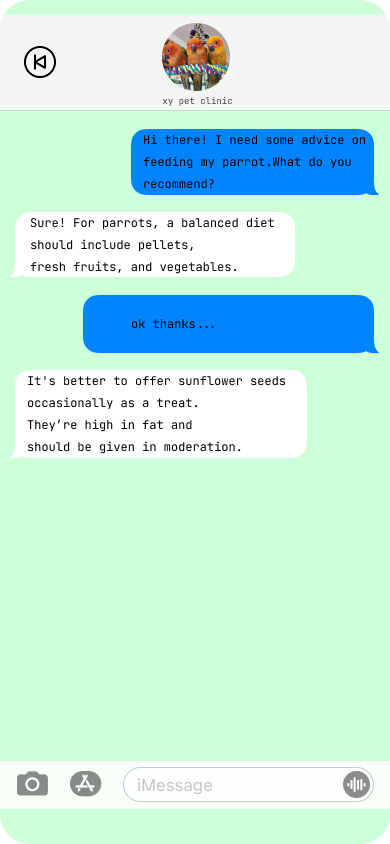 xy pet clinic
Hi there! I need some advice on
feeding my parrot.What do you
recommend?
Sure! For parrots, a balanced diet
should include pellets,
fresh fruits, and vegetables.
ok thanks...
It's better to offer sunflower seeds
occasionally as a treat.
They’re high in fat and
should be given in moderation.
iMessage